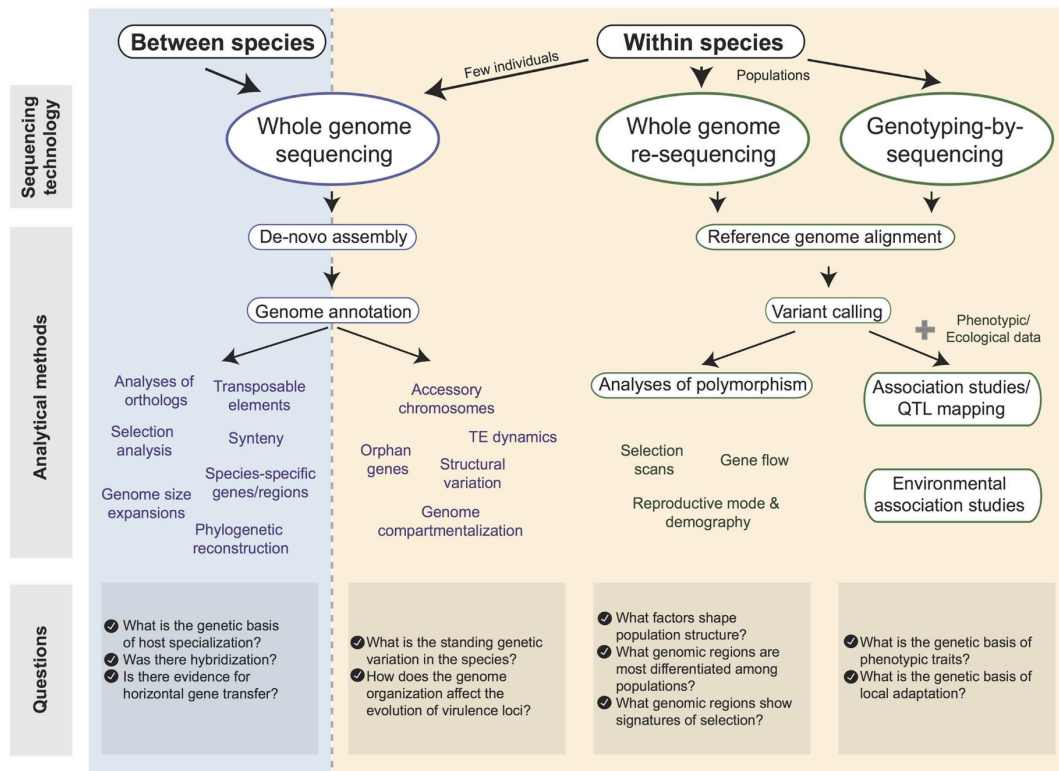 Between species
Within species
Few individuals
Populations
Sequencing
technology
Whole genome
sequencing
Whole genome
re-sequencing
Genotyping-by-
sequencing
Analytical methods
De-novo assembly
Reference genome alignment
Genome annotation
Variant calling
Phenotypic/
Ecological data
Analyses of
orthologs
Transposable
elements
Selection
analysis
Synteny
Genome size
expansions
Species-specific
genes/regions
Phylogenetic
reconstruction
Accessory
chromosomes
TE dynamics
Orphan
genes
Structural
variation
Genome
compartmentalization
Analyses of polymorphism
Selection
scans
Gene flow
Reproductive mode &
demography
Association studies/
QTL mapping
Environmental
association studies
Questions
What is the genetic basis
of host specialization?
Was there hybridization?
Is there evidence for
horizontal gene transfer?
What is the standing genetic
variation in the species?
How does the genome
organization affect the
evolution of virulence loci?
What factors shape
population structure?
What genomic regions are
most differentiated among
populations?
What genomic regions show
signatures of selection?
What is the genetic basis of
phenotypic traits?
What is the genetic basis of
local adaptation?